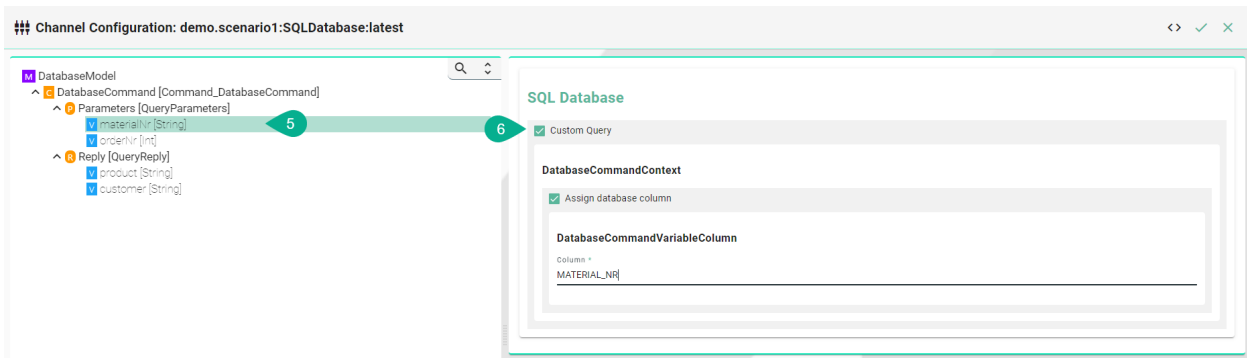 Channel Configuration: demo.scenario1:SQLDatabase:latest
M DatabaseModel
C DatabaseCommand [Command_DatabaseCommand]
P Parameters [QueryParameters]
V materialNr [String]
5
V orderNr [Int]
R Reply [QueryReply]
V product [String]
V customer [String]
SQL Database
6
Custom Query
DatabaseCommandContext
Assign database column
DatabaseCommandVariableColumn
Column *
MATERIAL_NR